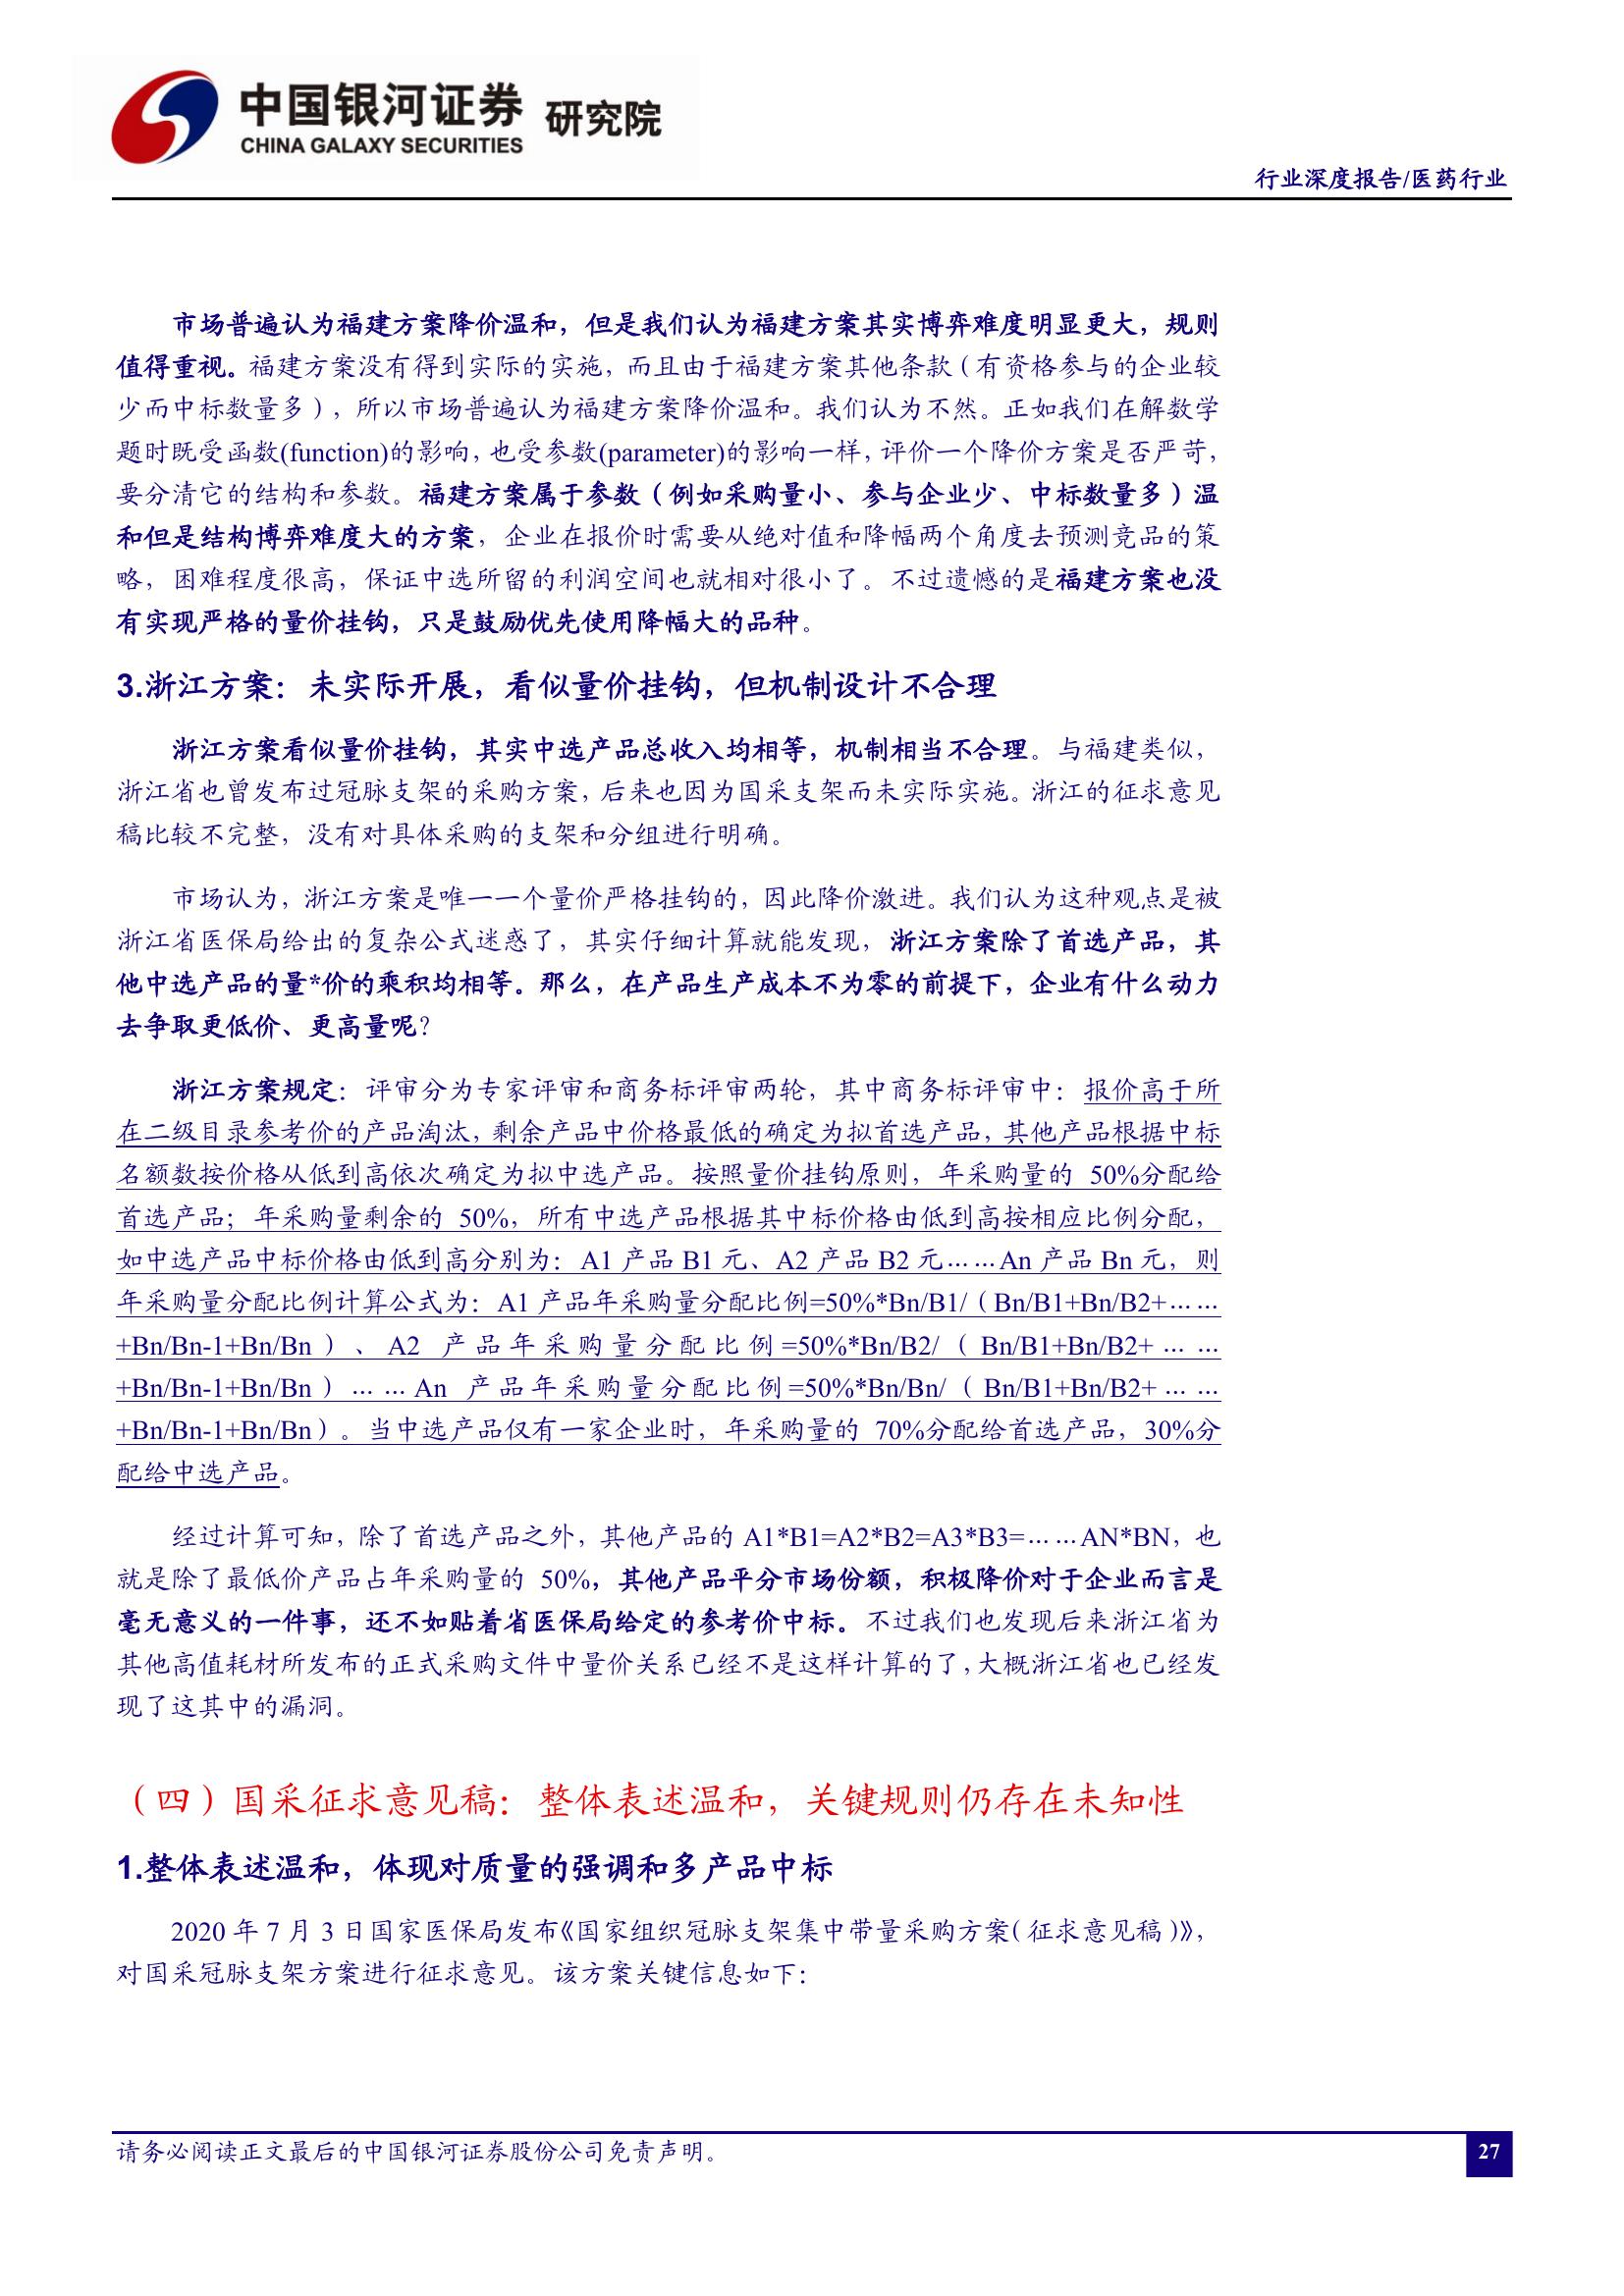 中国银河证券 研究院
CHINA GALAXY SECURITIES
行业深度报告/医药行业
市场普遍认为福建方案降价温和，但是我们认为福建方案其实博弈难度明显更大，规则
值得重视。福建方案没有得到实际的实施，而且由于福建方案其他条款（有资格参与的企业较
少而中标数量多），所以市场普遍认为福建方案降价温和。我们认为不然。正如我们在解数学
题时既受函数(function)的影响，也受参数(parameter)的影响一样，评价一个降价方案是否严苛，
要分清它的结构和参数。福建方案属于参数（例如采购量小、参与企业少、中标数量多）温
和但是结构博弈难度大的方案，企业在报价时需要从绝对值和降幅两个角度去预测竞品的策
略，困难程度很高，保证中选所留的利润空间也就相对很小了。不过遗憾的是福建方案也没
有实现严格的量价挂钩，只是鼓励优先使用降幅大的品种。
3.浙江方案：未实际开展，看似量价挂钩，但机制设计不合理
浙江方案看似量价挂钩，其实中选产品总收入均相等，机制相当不合理。与福建类似，
浙江省也曾发布过冠脉支架的采购方案，后来也因为国采支架而未实际实施。浙江的征求意见
稿比较不完整，没有对具体采购的支架和分组进行明确。
市场认为，浙江方案是唯一一个量价严格挂钩的，因此降价激进。我们认为这种观点是被
浙江省医保局给出的复杂公式迷惑了，其实仔细计算就能发现，浙江方案除了首选产品，其
他中选产品的量*价的乘积均相等。那么，在产品生产成本不为零的前提下，企业有什么动力
去争取更低价、更高量呢？
浙江方案规定：评审分为专家评审和商务标评审两轮，其中商务标评审中：报价高于所
在二级目录参考价的产品淘汰，剩余产品中价格最低的确定为拟首选产品，其他产品根据中标
名额数按价格从低到高依次确定为拟中选产品。按照量价挂钩原则，年采购量的 50%分配给
首选产品；年采购量剩余的 50%，所有中选产品根据其中标价格由低到高按相应比例分配，
如中选产品中标价格由低到高分别为：A1 产品 B1 元、A2 产品 B2 元……An 产品 Bn 元，则
年采购量分配比例计算公式为：A1 产品年采购量分配比例=50%*Bn/B1/（Bn/B1+Bn/B2+……
+Bn/Bn-1+Bn/Bn）、A2 产品年采购量分配比例=50%*Bn/B2/（Bn/B1+Bn/B2+……
+Bn/Bn-1+Bn/Bn）……An 产品年采购量分配比例=50%*Bn/Bn/（Bn/B1+Bn/B2+……
+Bn/Bn-1+Bn/Bn）。当中选产品仅有一家企业时，年采购量的 70%分配给首选产品，30%分
配给中选产品。
经过计算可知，除了首选产品之外，其他产品的 A1*B1=A2*B2=A3*B3=……AN*BN，也
就是除了最低价产品占年采购量的 50%，其他产品平分市场份额，积极降价对于企业而言是
毫无意义的一件事，还不如贴着省医保局给定的参考价中标。不过我们也发现后来浙江省为
其他高值耗材所发布的正式采购文件中量价关系已经不是这样计算的了，大概浙江省也已经发
现了这其中的漏洞。
（四）国采征求意见稿：整体表述温和，关键规则仍存在未知性
1.整体表述温和，体现对质量的强调和多产品中标
2020 年 7 月 3 日国家医保局发布《国家组织冠脉支架集中带量采购方案（征求意见稿）》，
对国采冠脉支架方案进行征求意见。该方案关键信息如下：
请务必阅读正文最后的中国银河证券股份公司免责声明。
27